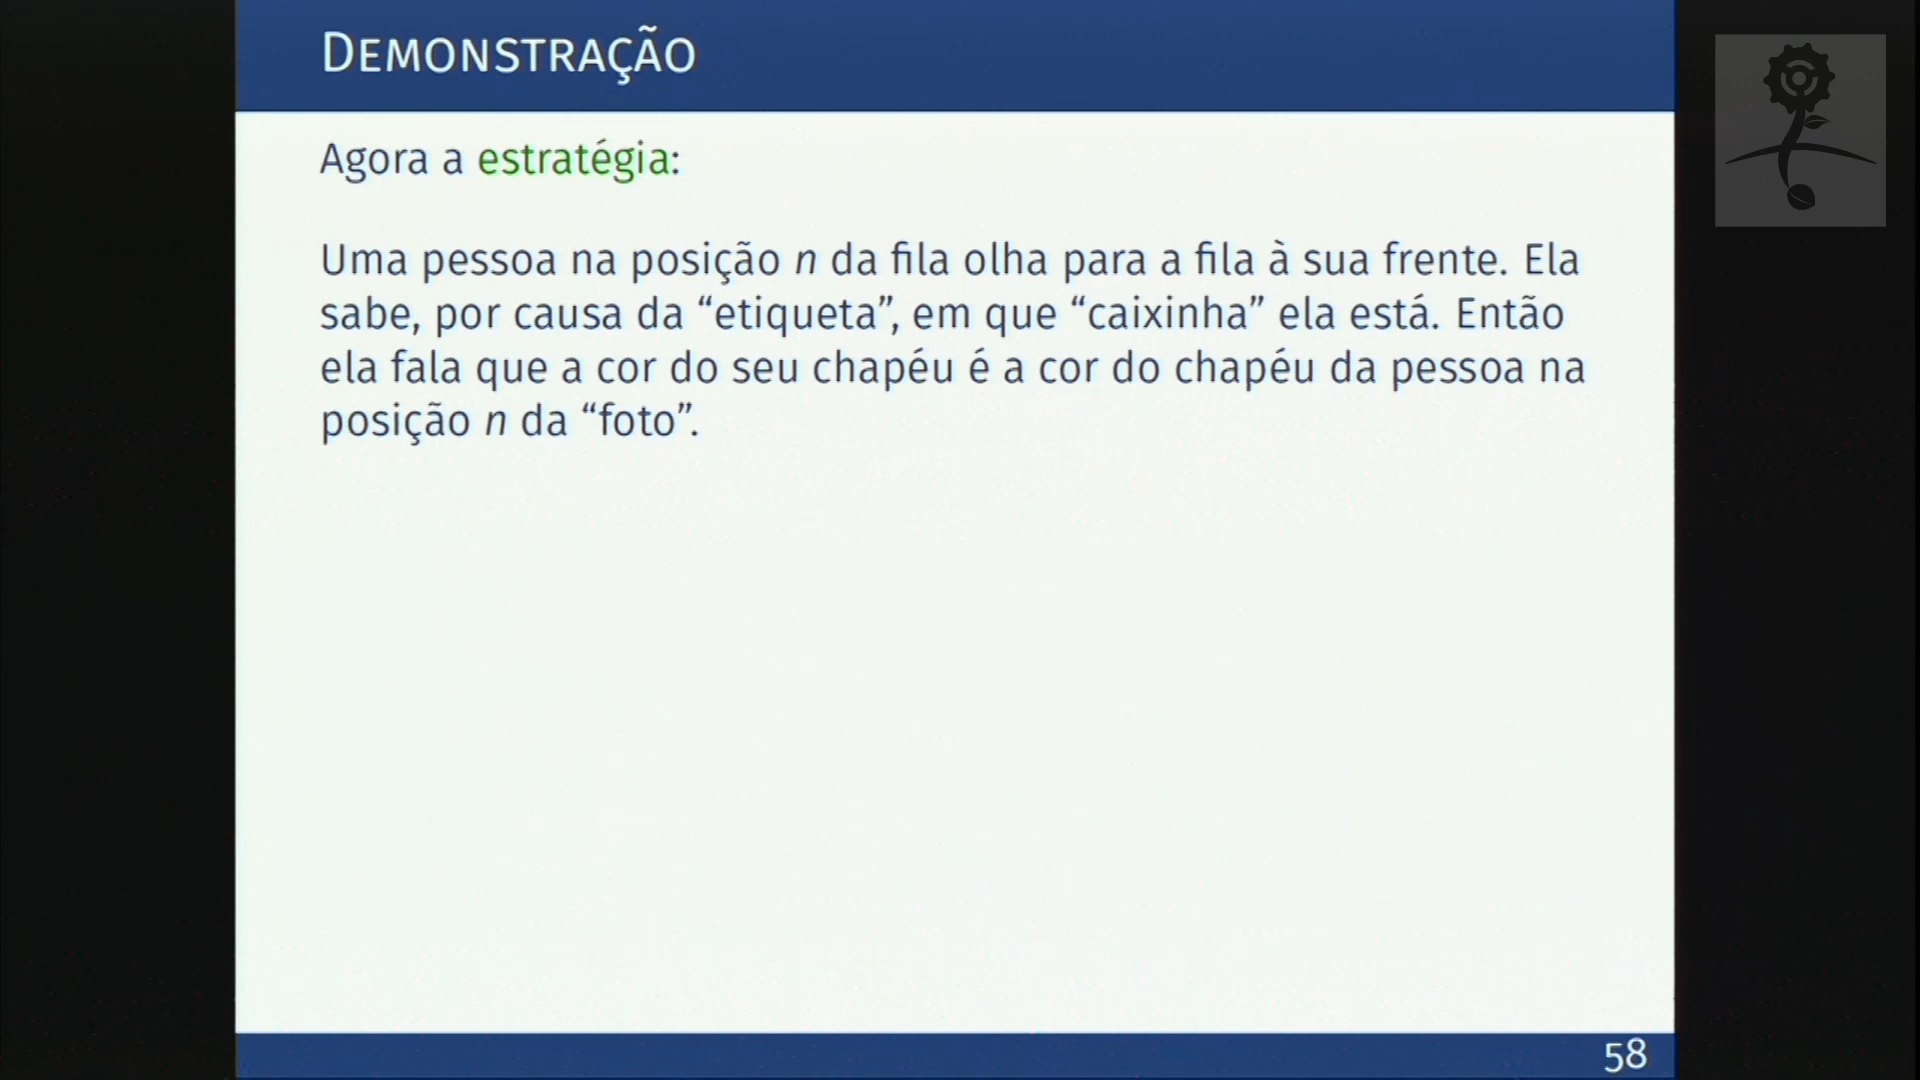 DEMONSTRAÇÃO
Agora a estratégia:
Uma pessoa na posição n da fila olha para a fila à sua frente. Ela
sabe, por causa da “etiqueta”, em que “caixinha” ela está. Então
ela fala que a cor do seu chapéu é a cor do chapéu da pessoa na
posição n da “foto”.
58